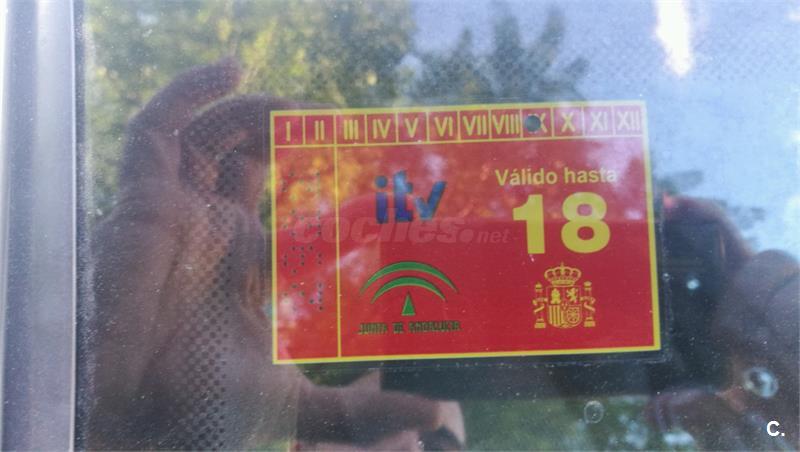 I II III IV V VI VII VIII IX X XI XII
itv
Válido hasta
18
coches.net
JUNTA DE ANDALUCIA
C.